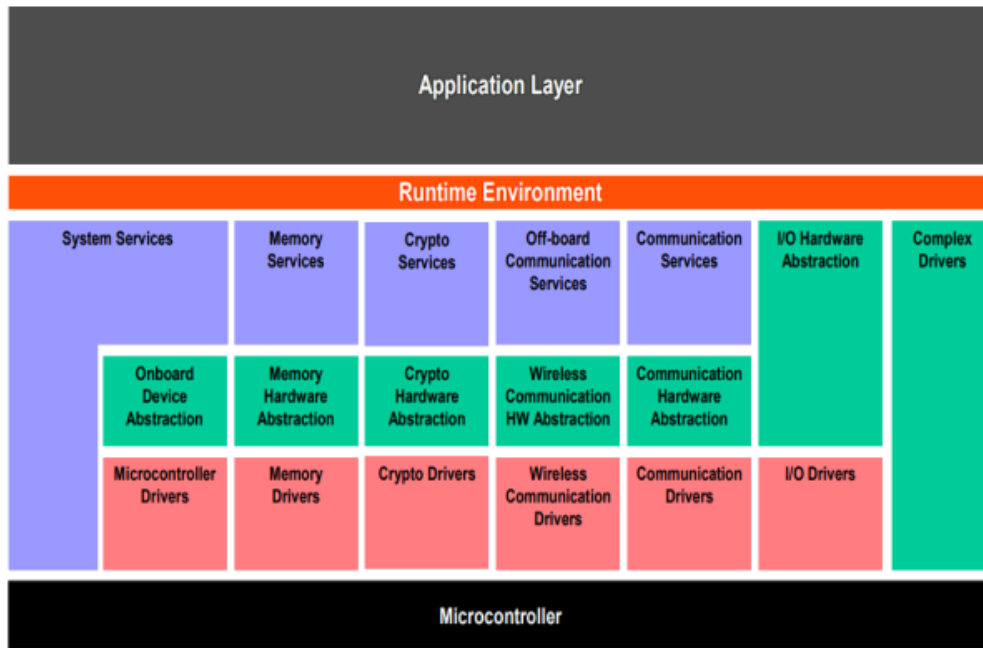 Application Layer
Runtime Environment
System Services
Memory
Services
Crypto
Services
Off-board
Communication
Services
Communication
Services
I/O Hardware
Abstraction
Complex
Drivers
Onboard
Device
Abstraction
Memory
Hardware
Abstraction
Crypto
Hardware
Abstraction
Wireless
Communication
HW Abstraction
Communication
Hardware
Abstraction
Microcontroller
Drivers
Memory
Drivers
Crypto Drivers
Wireless
Communication
Drivers
Communication
Drivers
I/O Drivers
Microcontroller